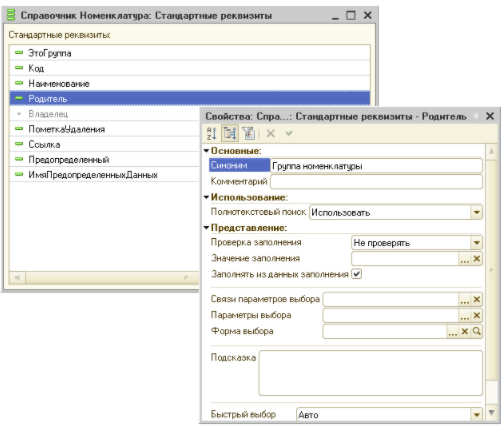 Справочник Номенклатура: Стандартные реквизиты
Стандартные реквизиты:
ЭтоГруппа
Код
Наименование
Родитель
Владелец
ПометкаУдаления
Ссылка
Предопределенный
ИмяПредопределенныхДанных
Свойства: Спра...: Стандартные реквизиты - Родитель
Основные:
Синоним Группа номенклатуры
Комментарий
Использование:
Полнотекстовый поиск Использовать
Представление:
Проверка заполнения Не проверять
Значение заполнения
Заполнять из данных заполнения
Связи параметров выбора
Параметры выбора
Форма выбора
Подсказка
Быстрый выбор Авто